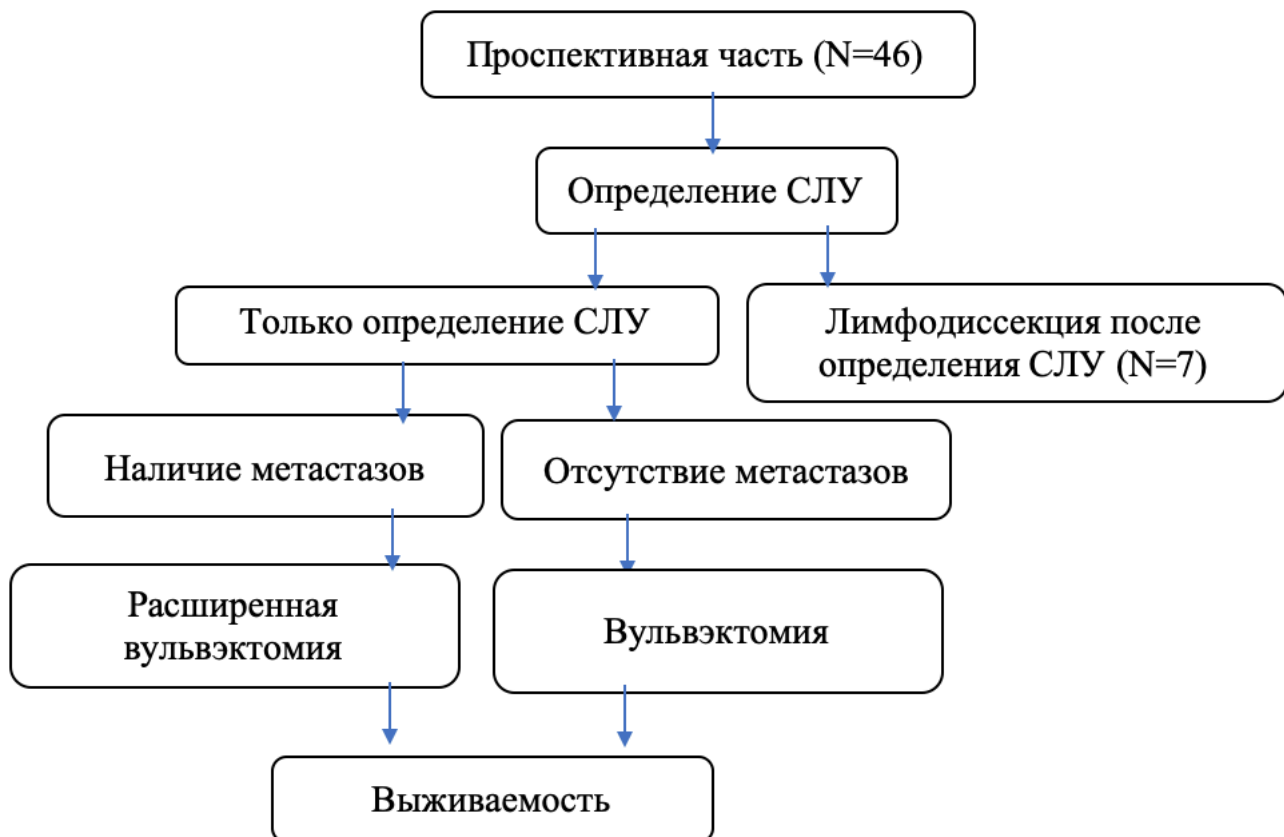 Проспективная часть (N=46)
Определение СЛУ
Только определение СЛУ
Лимфодиссекция после
определения СЛУ (N=7)
Наличие метастазов
Отсутствие метастазов
Расширенная
вульвэктомия
Вульвэктомия
Выживаемость